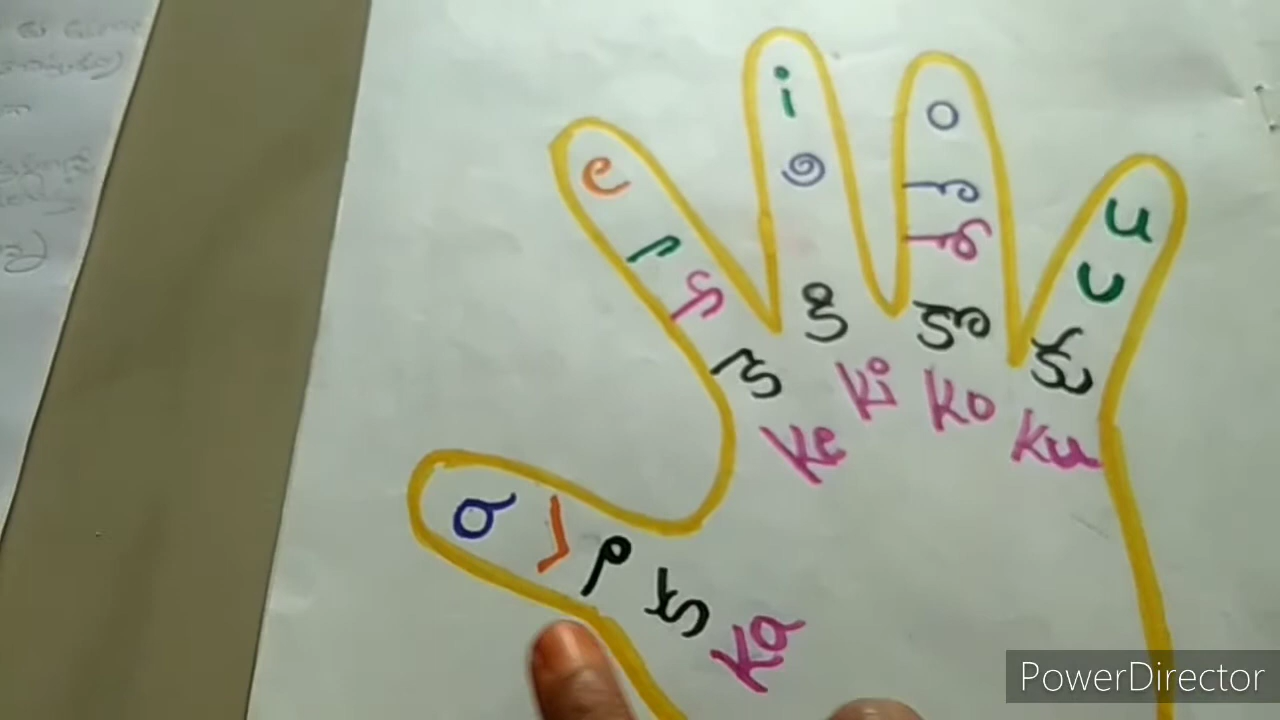 a ి ా క Ka
e ె ే కె Ke
i ి కి Ki
o ొ ో కొ Ko
u ు కు Ku
PowerDirector